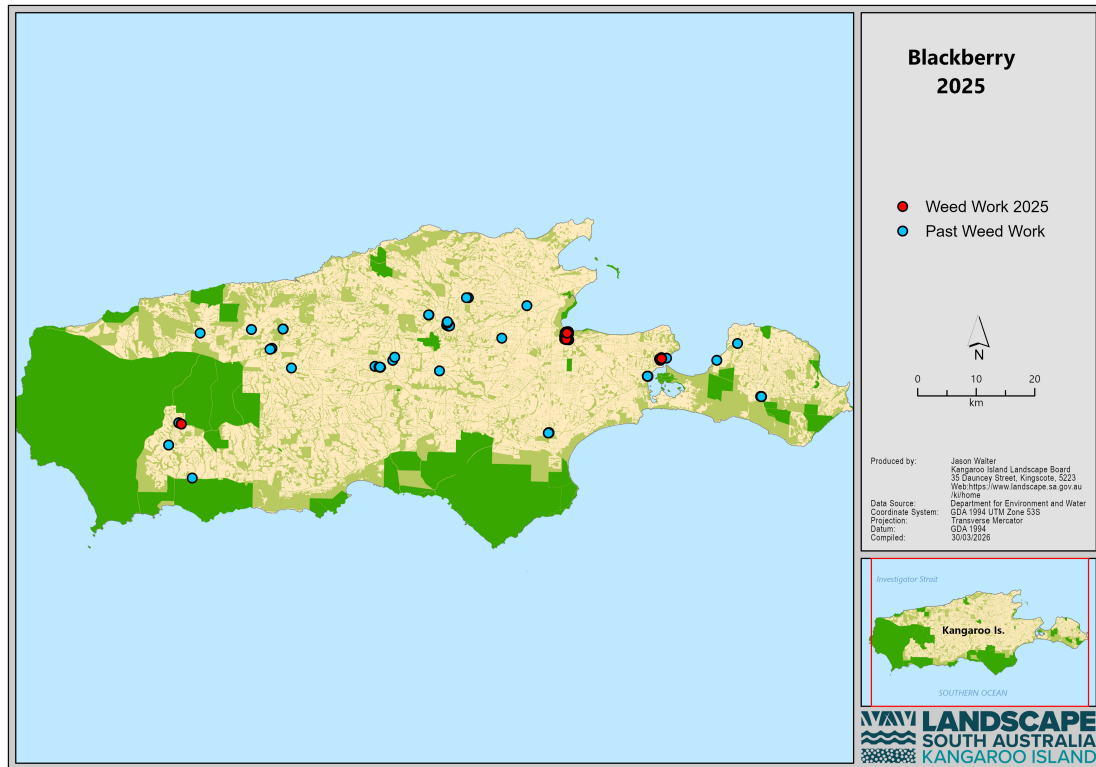 Blackberry
2025
Weed Work 2025
Past Weed Work
N
0 10 20
km
Produced by: Jason Walter
Kangaroo Island Landscape Board
35 Dauncey Street, Kingscote, 5223
Web:https://www.landscape.sa.gov.au
/ki/home
Data Source: Department for Environment and Water
Coordinate System: GDA 1994 UTM Zone 53S
Projection: Transverse Mercator
Datum: GDA 1994
Compiled: 30/03/2026
Investigator Strait
Kangaroo Is.
SOUTHERN OCEAN
LANDSCAPE
SOUTH AUSTRALIA
KANGAROO ISLAND